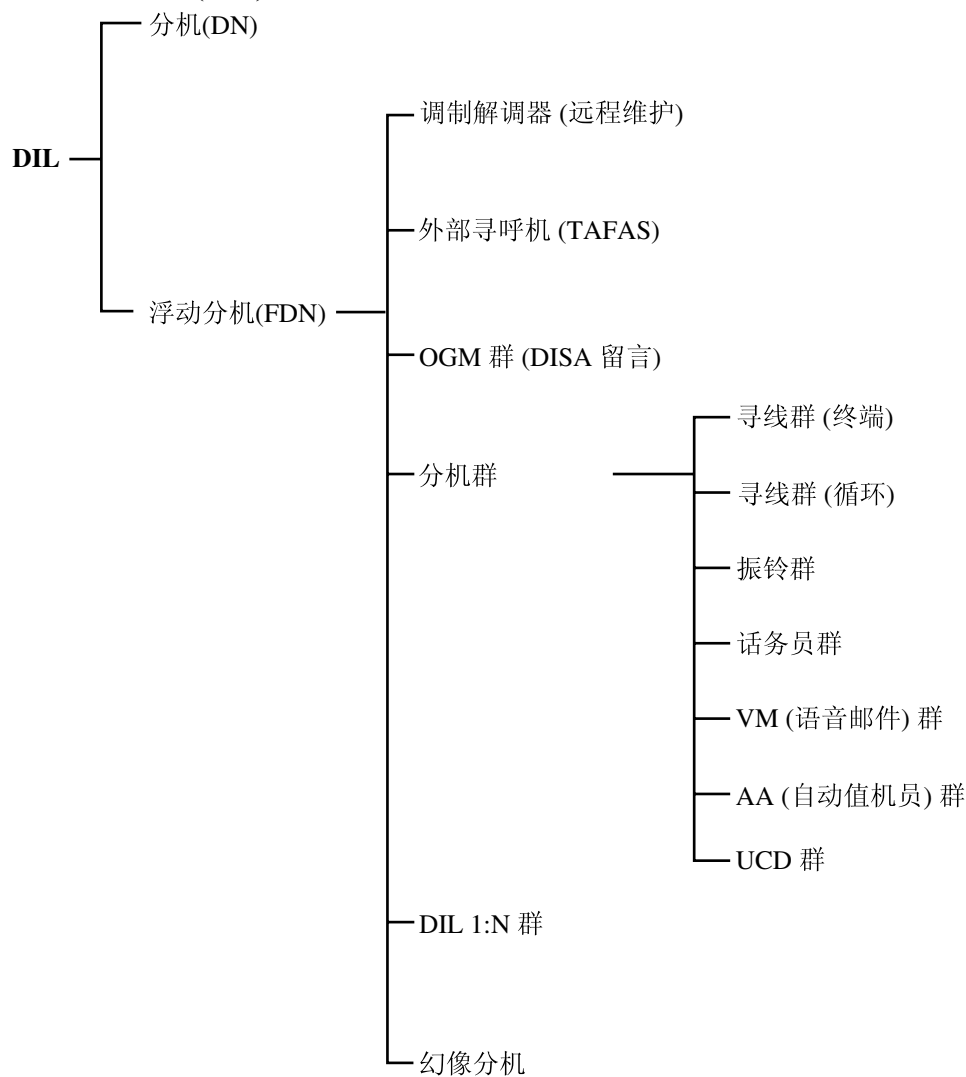 分机(DN)
调制解调器 (远程维护)
DIL
外部寻呼机 (TAFAS)
浮动分机(FDN)
OGM 群 (DISA 留言)
寻线群 (终端)
分机群
寻线群 (循环)
振铃群
话务员群
VM (语音邮件) 群
AA (自动值机员) 群
UCD 群
DIL 1:N 群
幻像分机